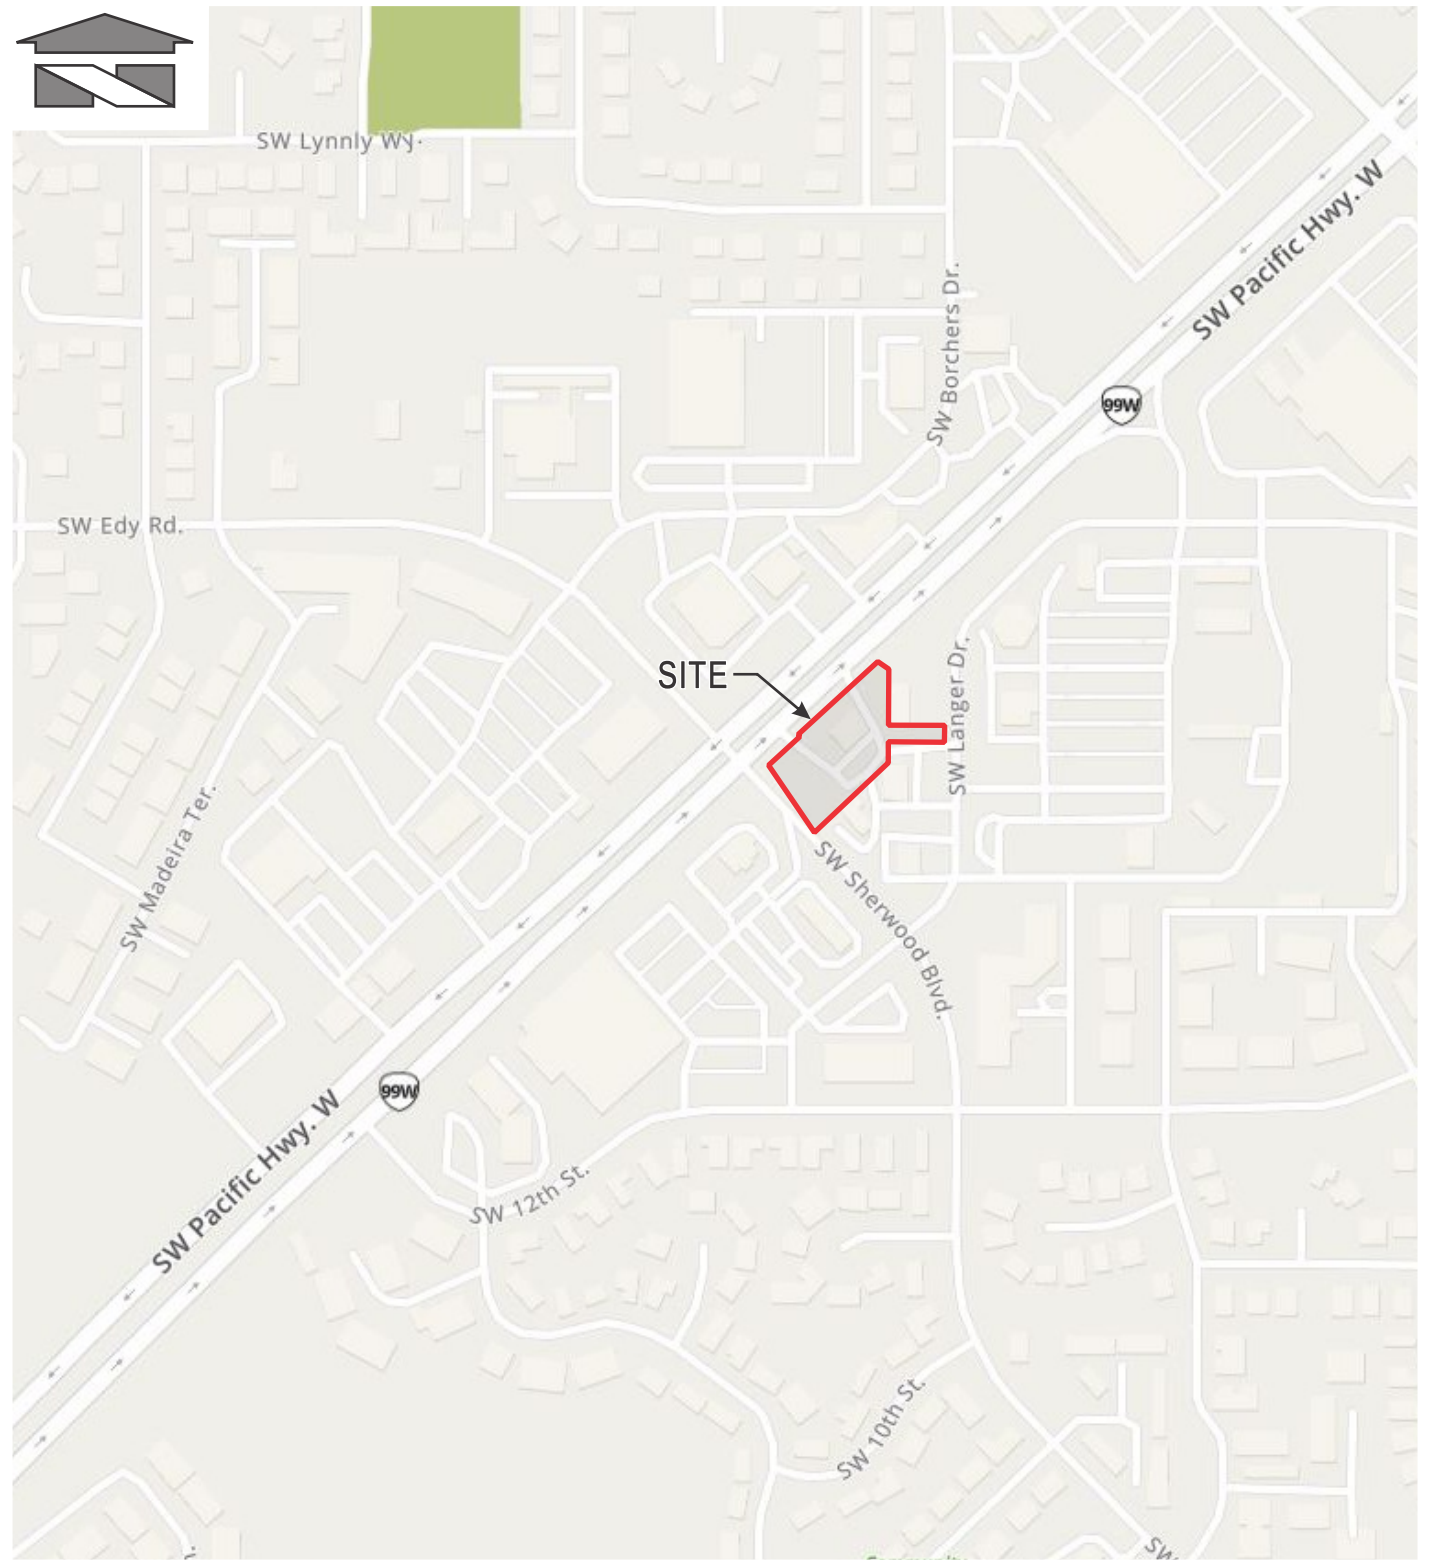 SW Lynnly Wy.
SW Pacific Hwy. W
SW Borchers Dr.
99W
SW Edy Rd.
SITE
SW Langer Dr.
SW Madeira Ter.
SW Sherwood Blvd.
99W
SW Pacific Hwy. W
SW 12th St.
SW 10th St.
SW